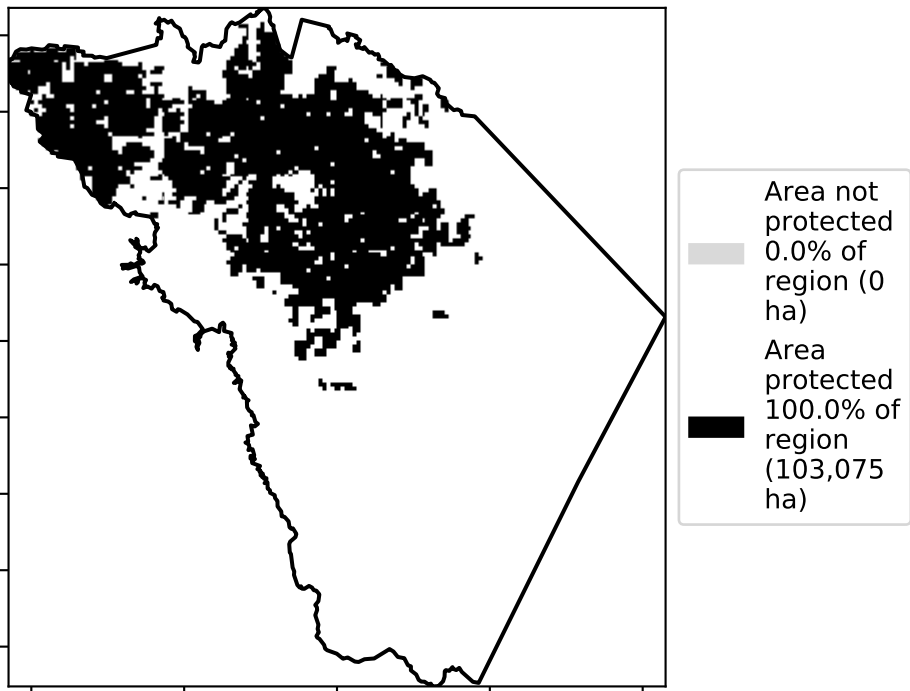 Area not
protected
0.0% of
region (0
ha)
Area
protected
100.0% of
region
(103,075
ha)